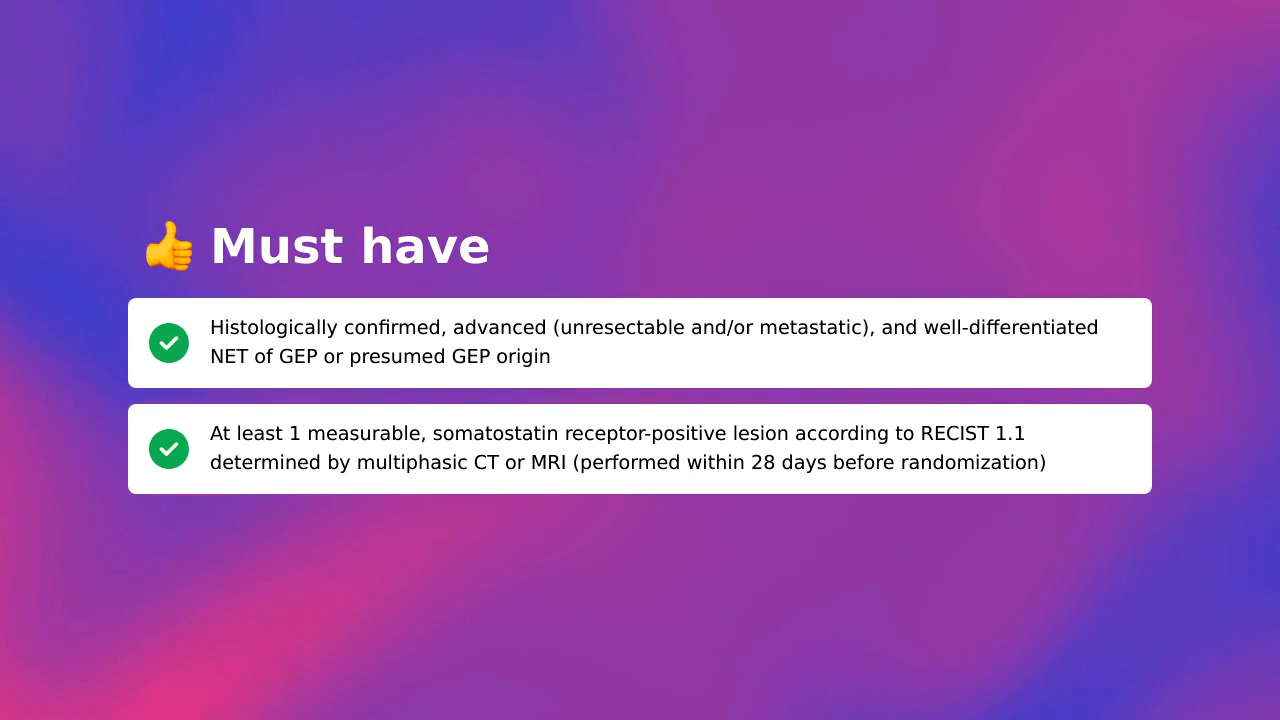 👍 Must have
Histologically confirmed, advanced (unresectable and/or metastatic), and well-differentiated
NET of GEP or presumed GEP origin
At least 1 measurable, somatostatin receptor-positive lesion according to RECIST 1.1
determined by multiphasic CT or MRI (performed within 28 days before randomization)